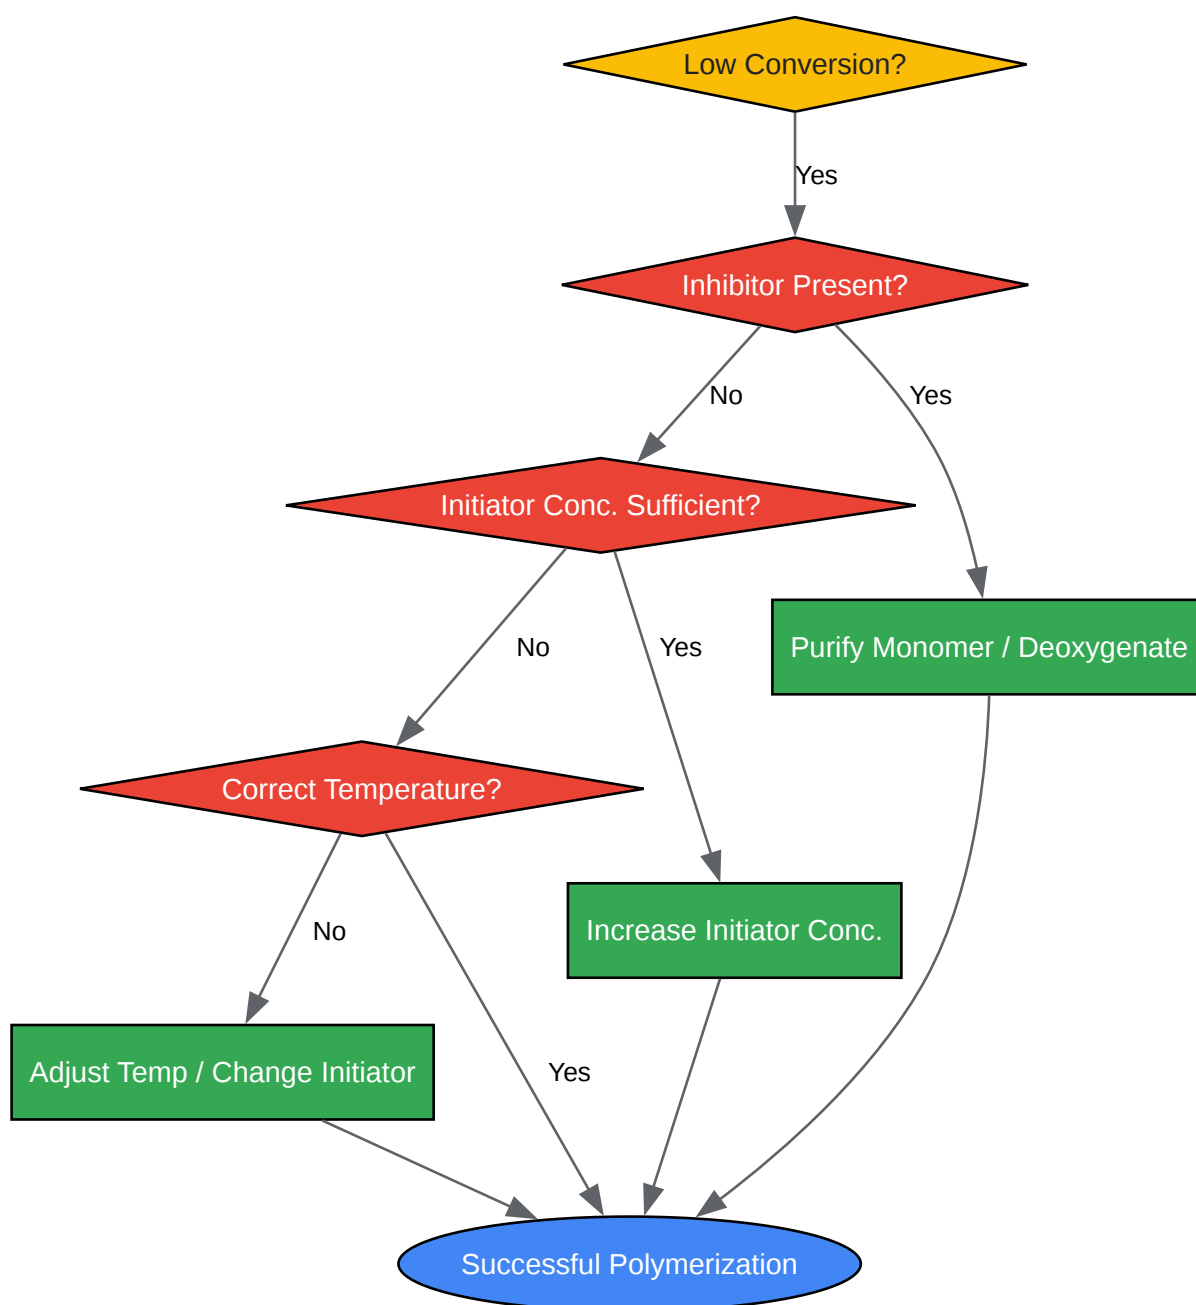 Low Conversion?
Yes
Inhibitor Present?
No
Yes
Initiator Conc. Sufficient?
No
Yes
Purify Monomer / Deoxygenate
Correct Temperature?
No
Increase Initiator Conc.
Adjust Temp / Change Initiator
Yes
Successful Polymerization